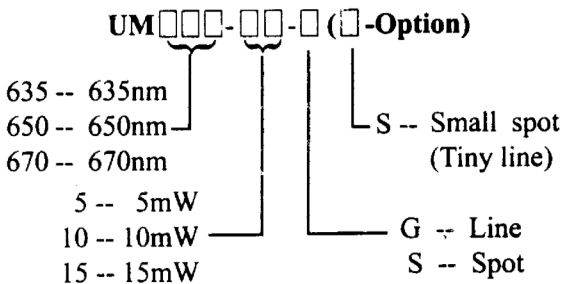 UM□□□-□□-□(□-Option)
635 -- 635nm
650 -- 650nm
670 -- 670nm
S -- Small spot
(Tiny line)
5 -- 5mW
10 -- 10mW
15 -- 15mW
G -- Line
S -- Spot